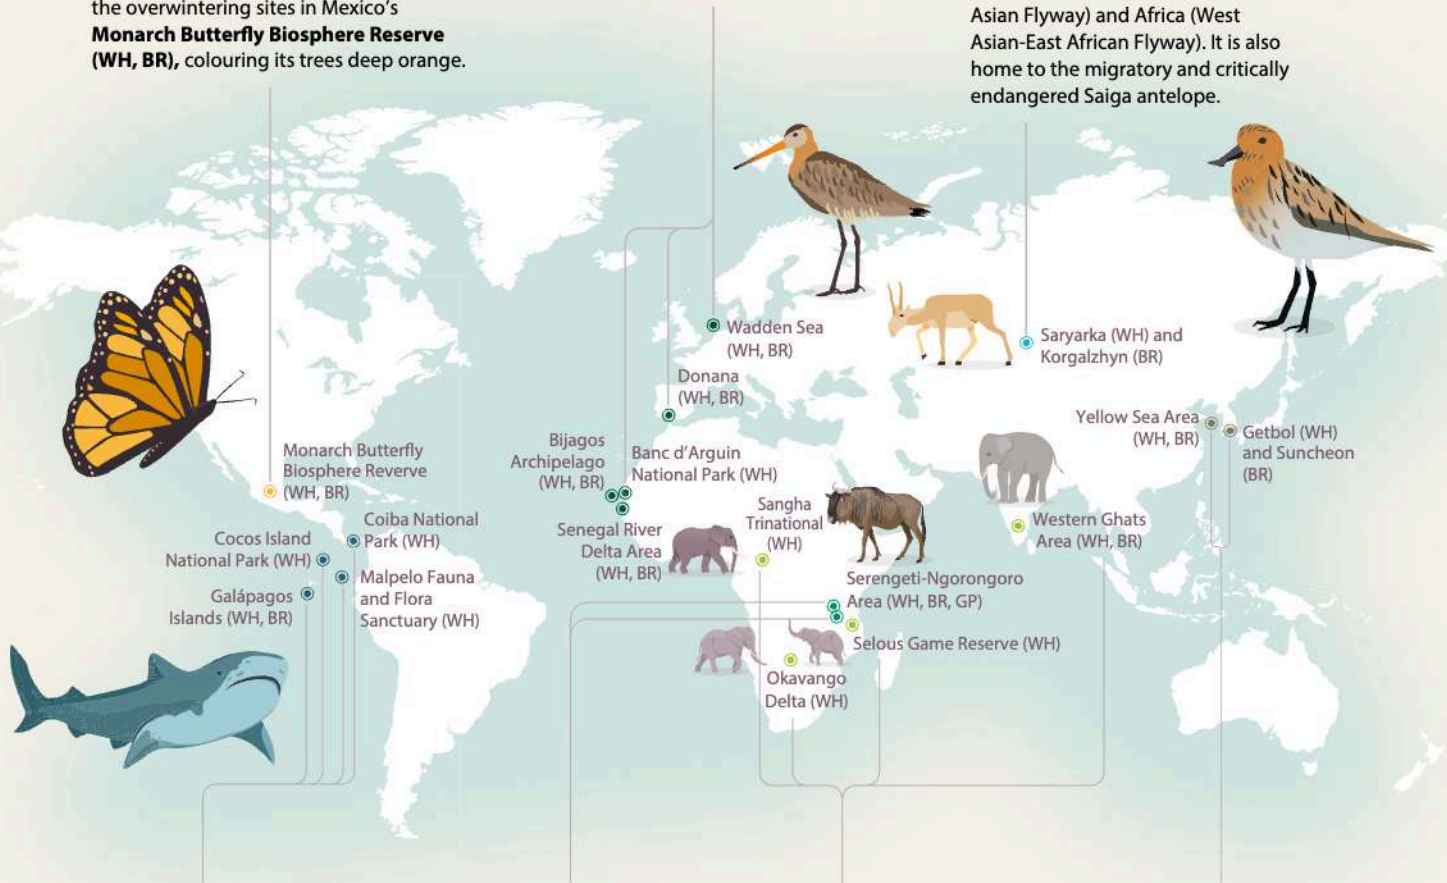 the overwintering sites in Mexico's
Monarch Butterfly Biosphere Reserve
(WH, BR), colouring its trees deep orange.
Asian Flyway) and Africa (West
Asian-East African Flyway). It is also
home to the migratory and critically
endangered Saiga antelope.
Wadden Sea
(WH, BR)
Saryarka (WH) and
Korgalzhyn (BR)
Donana
(WH, BR)
Yellow Sea Area
(WH, BR)
Getbol (WH)
and Suncheon
(BR)
Monarch Butterfly
Biosphere Reverve
(WH, BR)
Bijagos
Archipelago
(WH, BR)
Banc d'Arguin
National Park (WH)
Senegal River
Delta Area
(WH, BR)
Sangha
Trinational
(WH)
Western Ghats
Area (WH, BR)
Coiba National
Park (WH)
Cocos Island
National Park (WH)
Malpelo Fauna
and Flora
Sanctuary (WH)
Galápagos
Islands (WH, BR)
Serengeti-Ngorongoro
Area (WH, BR, GP)
Selous Game Reserve (WH)
Okavango
Delta (WH)